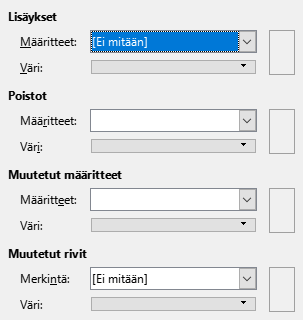 Lisäykset
Määritteet: [Ei mitään]
Väri:
Poistot
Määritteet:
Väri:
Muutetut määritteet
Määritteet:
Väri:
Muutetut rivit
Merkintä: [Ei mitään]
Väri: